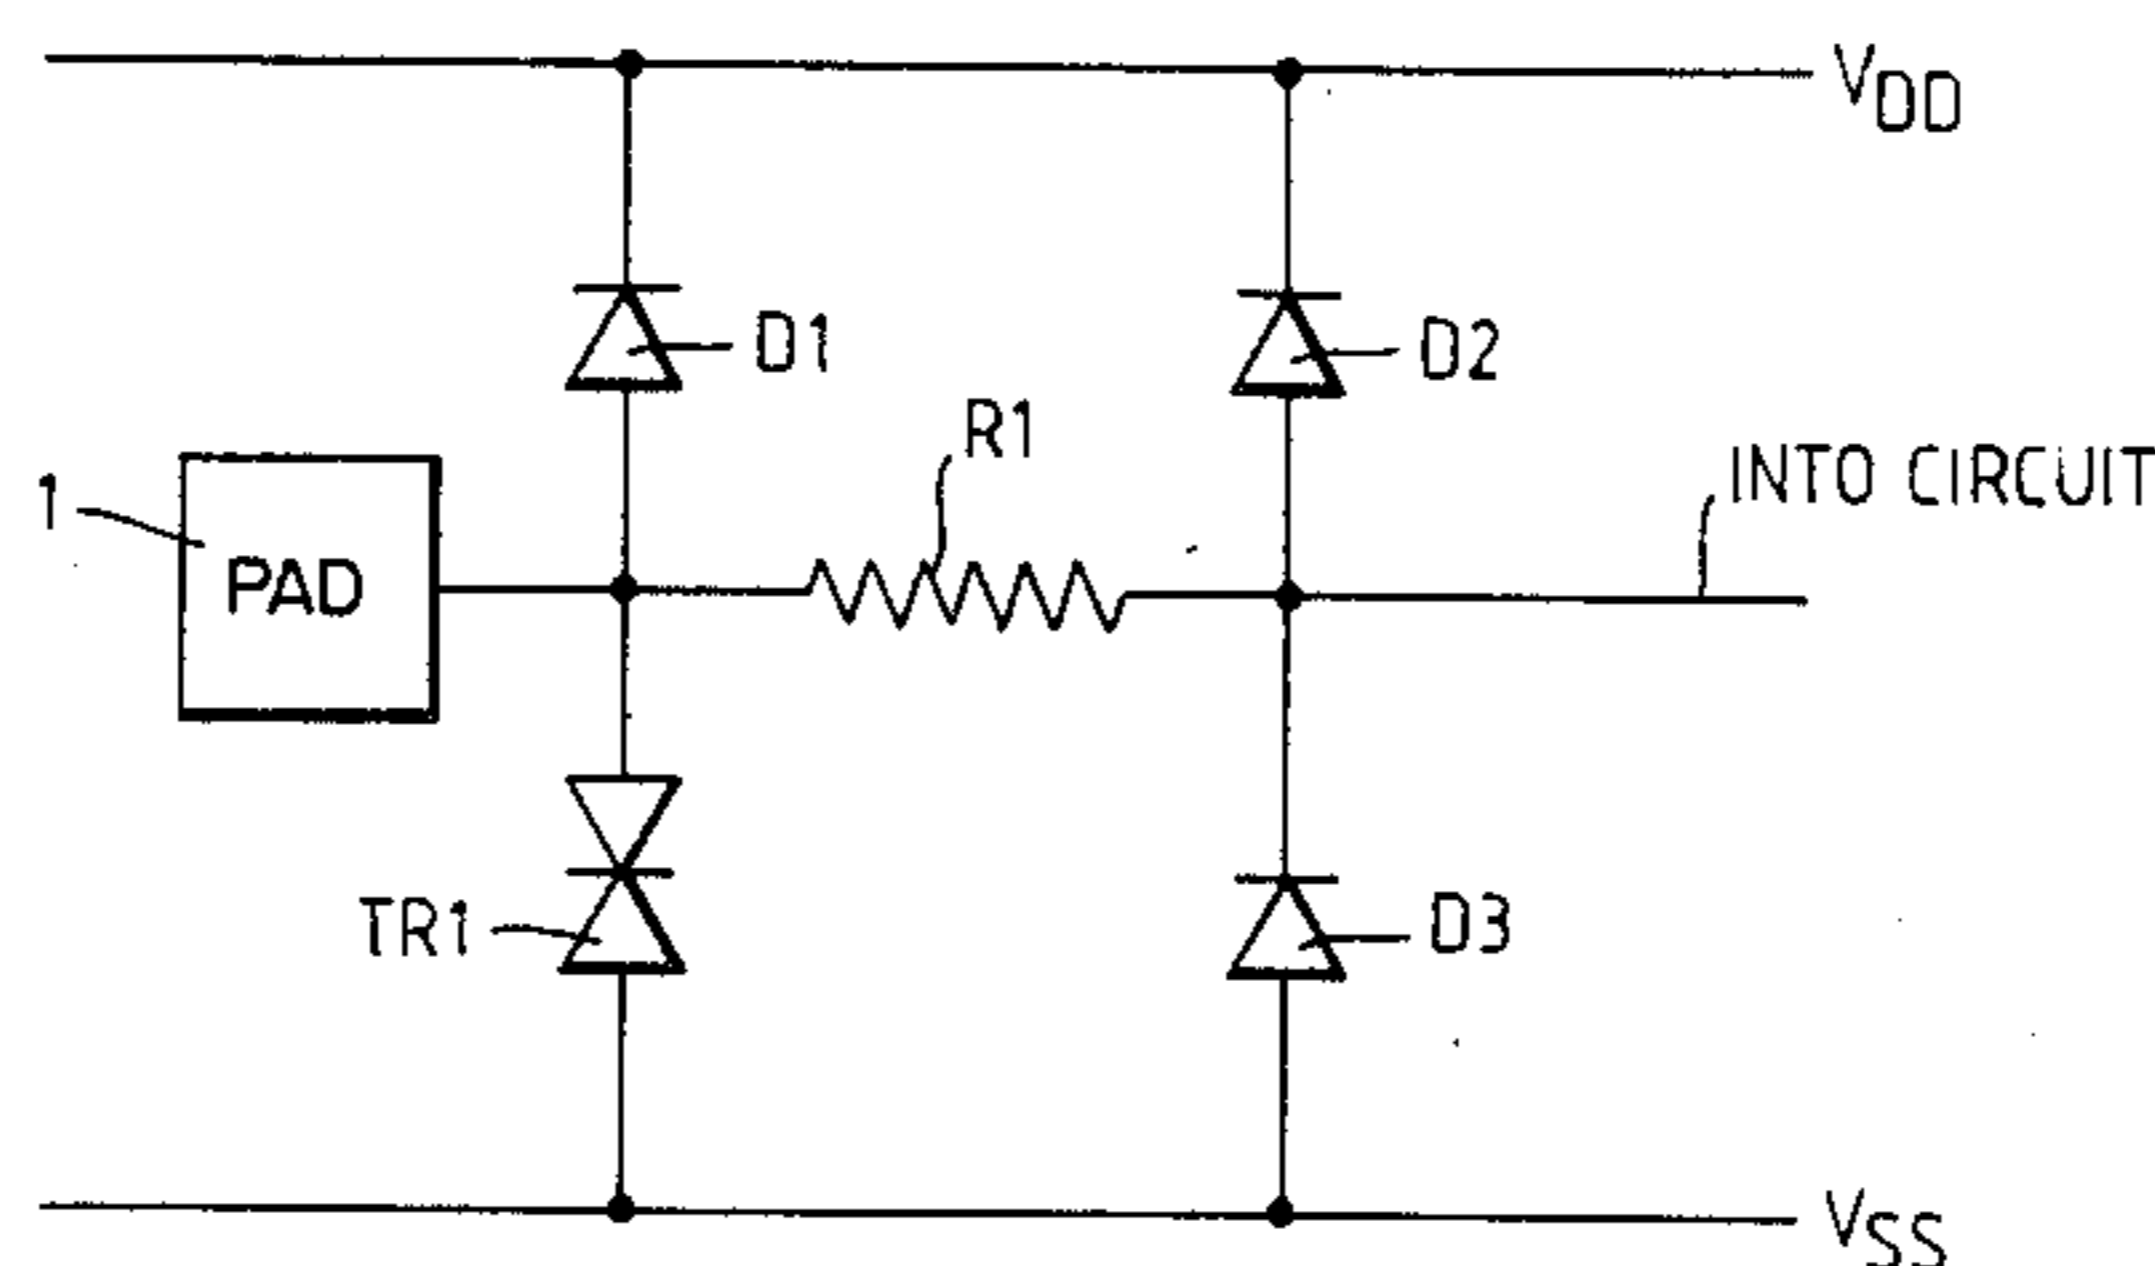 VDD
D1
D2
R1
INTO CIRCUIT
1
PAD
TR1
D3
VSS